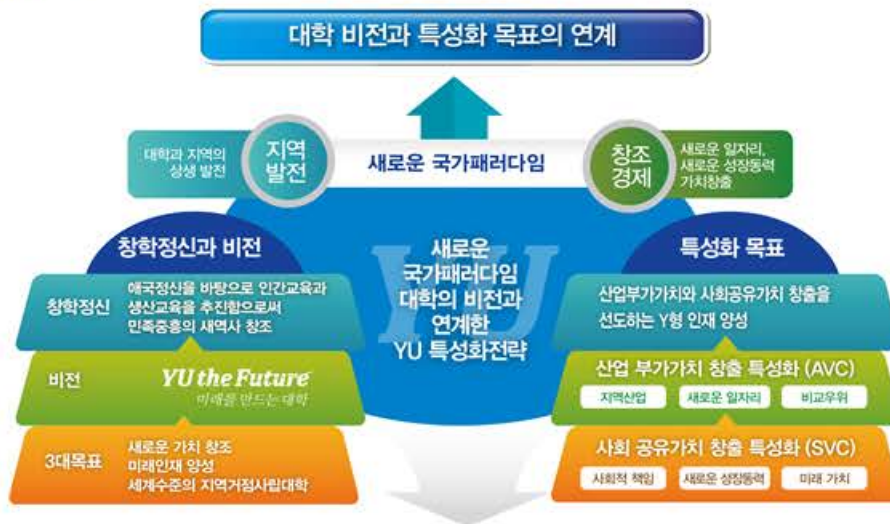 대학 비전과 특성화 목표의 연계
대학과 지역의
상생 발전
지역
발전
새로운 국가패러다임
창조
경제
새로운 일자리,
새로운 성장동력
가치창출
창학정신과 비전
창학정신
애국정신을 바탕으로 인간교육과
생산교육을 추진함으로써
민족중흥의 새역사 창조
비전
YU the Future
미래를 만드는 대학
3대목표
새로운 가치 창조
미래인재 양성
세계수준의 지역거점사립대학
YU
새로운
국가패러다임
대학의 비전과
연계한
YU 특성화전략
특성화 목표
산업부가가치와 사회공유가치 창출을
선도하는 Y형 인재 양성
산업 부가가치 창출 특성화 (AVC)
지역산업 새로운 일자리 비교우위
사회 공유가치 창출 특성화 (SVC)
사회적 책임 새로운 성장동력 미래 가치